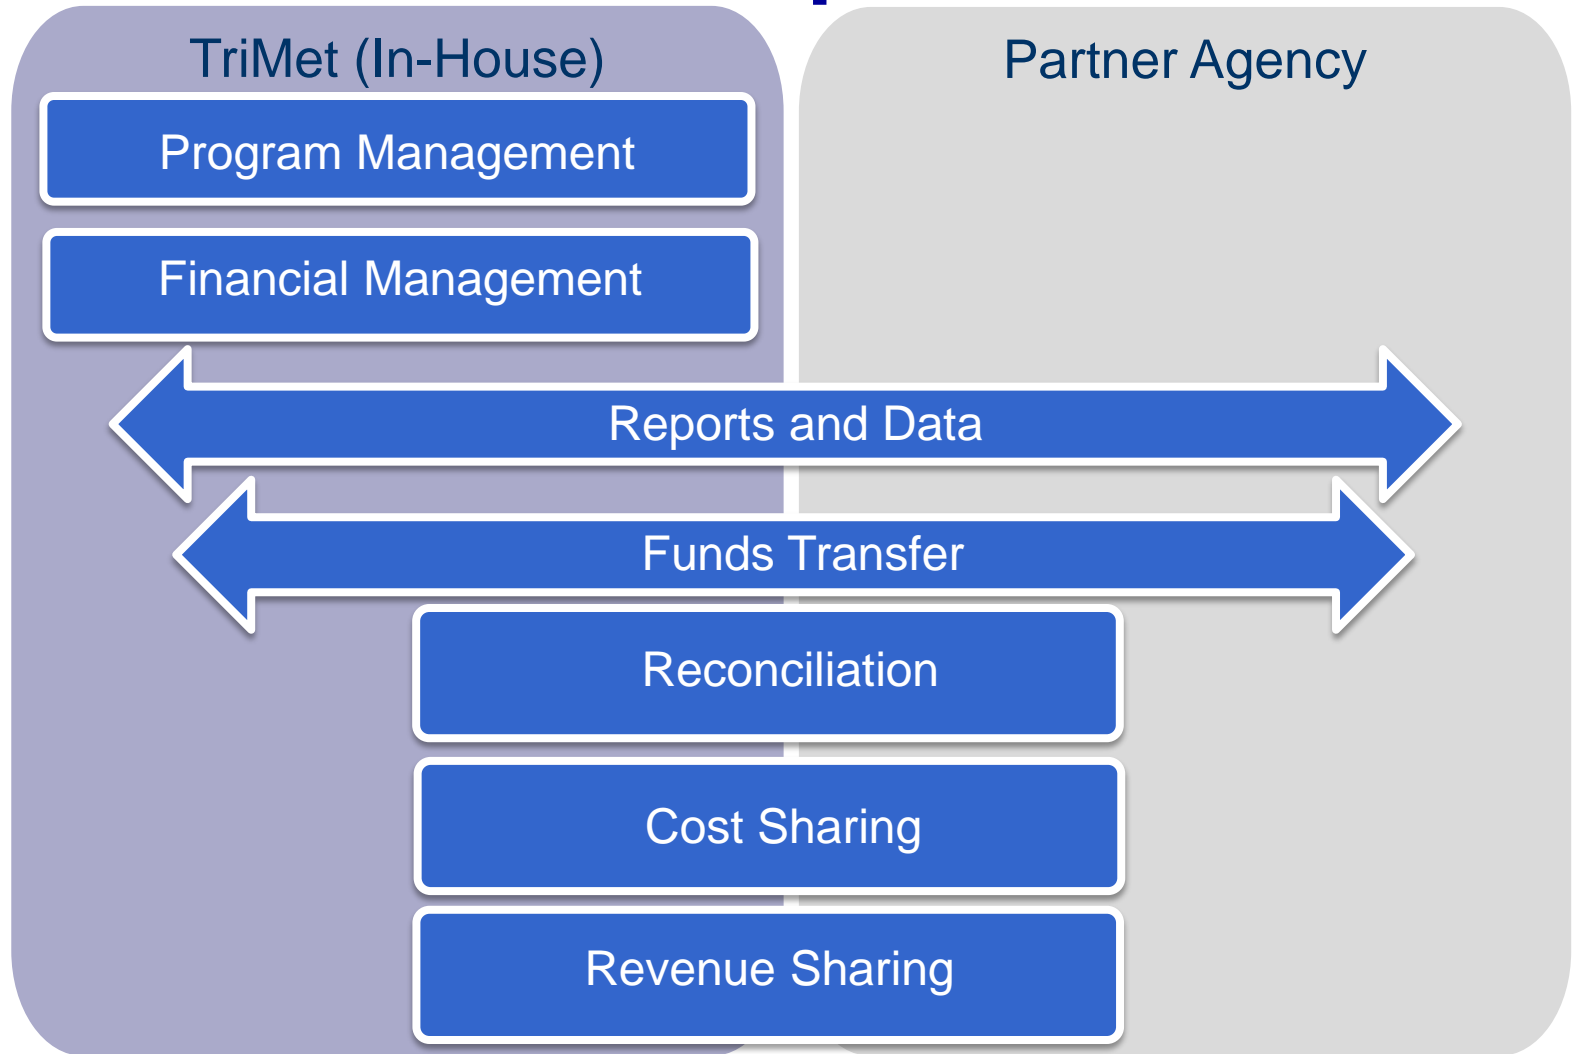 TriMet (In-House)
Partner Agency
Program Management
Financial Management
Reports and Data
Funds Transfer
Reconciliation
Cost Sharing
Revenue Sharing